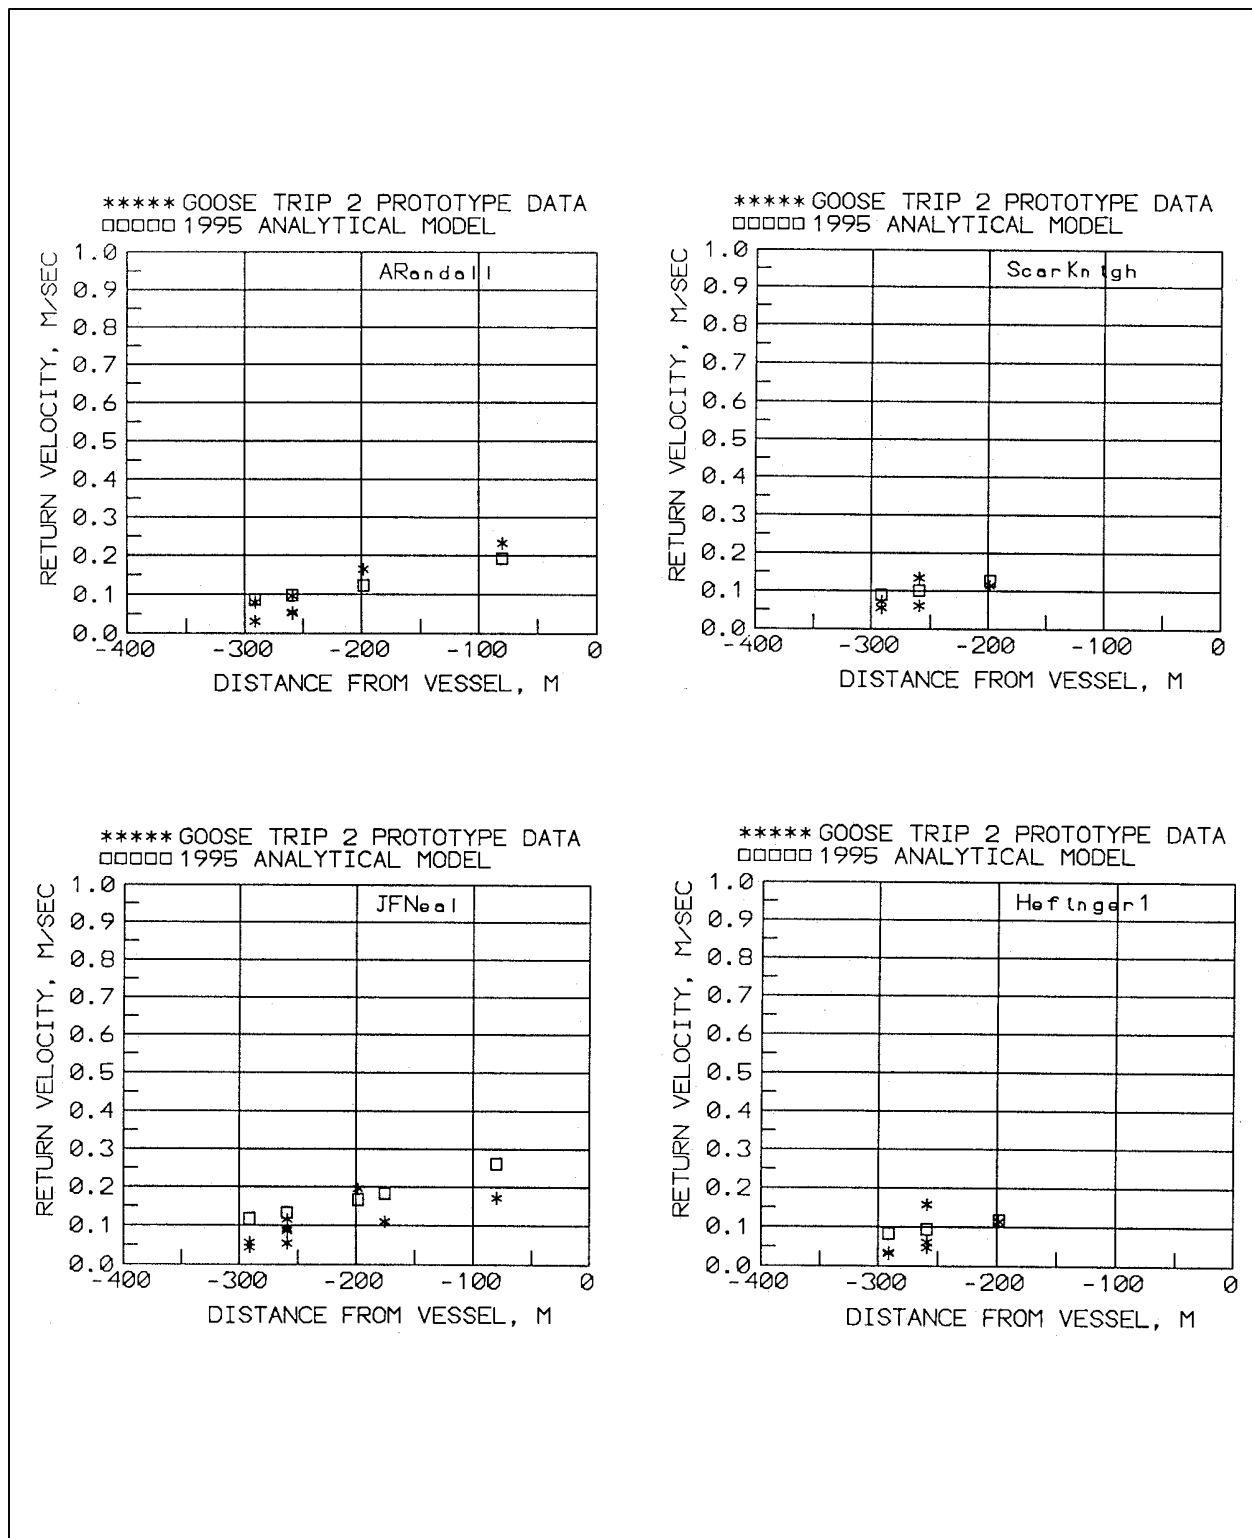 ***** GOOSE TRIP 2 PROTOTYPE DATA
□□□□□ 1995 ANALYTICAL MODEL
ARandall
RETURN VELOCITY, M/SEC
1.0
0.9
0.8
0.7
0.6
0.5
0.4
0.3
0.2
0.1
0.0
-400 -300 -200 -100 0
DISTANCE FROM VESSEL, M
***** GOOSE TRIP 2 PROTOTYPE DATA
□□□□□ 1995 ANALYTICAL MODEL
ScarKnigh
RETURN VELOCITY, M/SEC
1.0
0.9
0.8
0.7
0.6
0.5
0.4
0.3
0.2
0.1
0.0
-400 -300 -200 -100 0
DISTANCE FROM VESSEL, M
***** GOOSE TRIP 2 PROTOTYPE DATA
□□□□□ 1995 ANALYTICAL MODEL
JFNeal
RETURN VELOCITY, M/SEC
1.0
0.9
0.8
0.7
0.6
0.5
0.4
0.3
0.2
0.1
0.0
-400 -300 -200 -100 0
DISTANCE FROM VESSEL, M
***** GOOSE TRIP 2 PROTOTYPE DATA
□□□□□ 1995 ANALYTICAL MODEL
Hefinger1
RETURN VELOCITY, M/SEC
1.0
0.9
0.8
0.7
0.6
0.5
0.4
0.3
0.2
0.1
0.0
-400 -300 -200 -100 0
DISTANCE FROM VESSEL, M